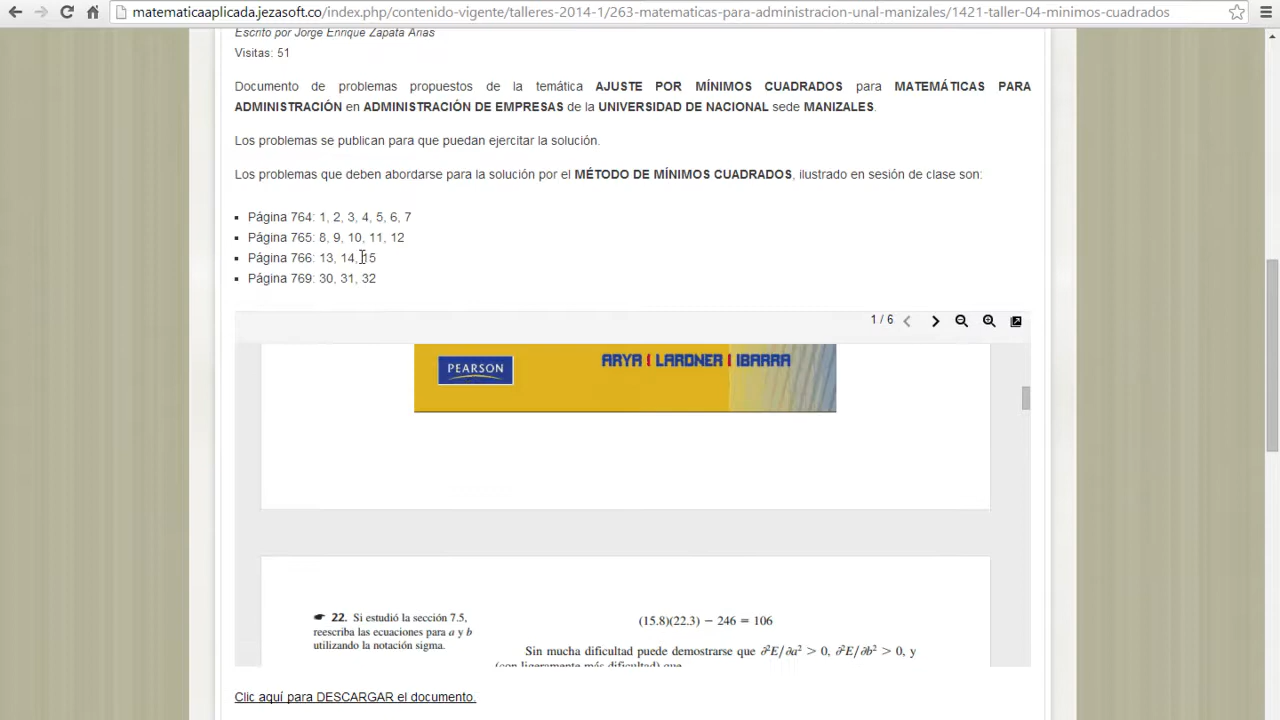 matematicaaplicada.jezasoft.co/index.php/contenido-vigente/talleres-2014-1/263-matematicas-para-administracion-unal-manizales/1421-taller-04-minimos-cuadrados
Escrito por Jorge Enrique Zapata Arias
Visitas: 51
Documento de problemas propuestos de la temática AJUSTE POR MÍNIMOS CUADRADOS para MATEMÁTICAS PARA
ADMINISTRACIÓN en ADMINISTRACIÓN DE EMPRESAS de la UNIVERSIDAD DE NACIONAL sede MANIZALES.
Los problemas se publican para que puedan ejercitar la solución.
Los problemas que deben abordarse para la solución por el MÉTODO DE MÍNIMOS CUADRADOS, ilustrado en sesión de clase son:
Página 764: 1, 2, 3, 4, 5, 6, 7
Página 765: 8, 9, 10, 11, 12
Página 766: 13, 14, 15
Página 769: 30, 31, 32
1 / 6
PEARSON
ARYA | LARDNER | IBARRA
☛ 22. Si estudió la sección 7.5,
reescriba las ecuaciones para a y b
utilizando la notación sigma.
(15.8)(22.3) − 246 = 106
Sin mucha dificultad puede demostrarse que ∂²E/∂a² > 0, ∂²E/∂b² > 0, y
(con ligeramente más dificultad) que
Clic aquí para DESCARGAR el documento.